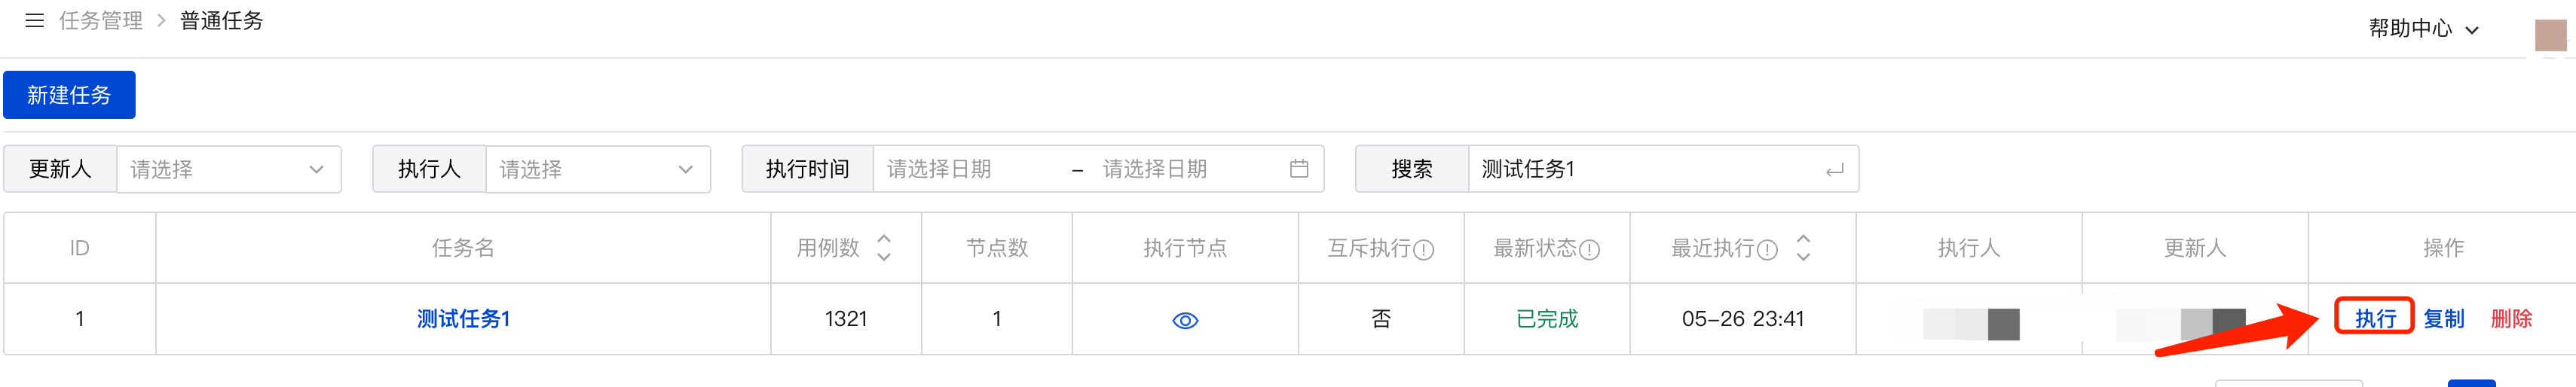 任务管理 > 普通任务
帮助中心
新建任务
更新人 请选择 执行人 请选择 执行时间 请选择日期 – 请选择日期 搜索 测试任务1
ID 任务名 用例数 节点数 执行节点 互斥执行 最新状态 最近执行 执行人 更新人 操作
1 测试任务1 1321 1 否 已完成 05-26 23:41 执行 复制 删除